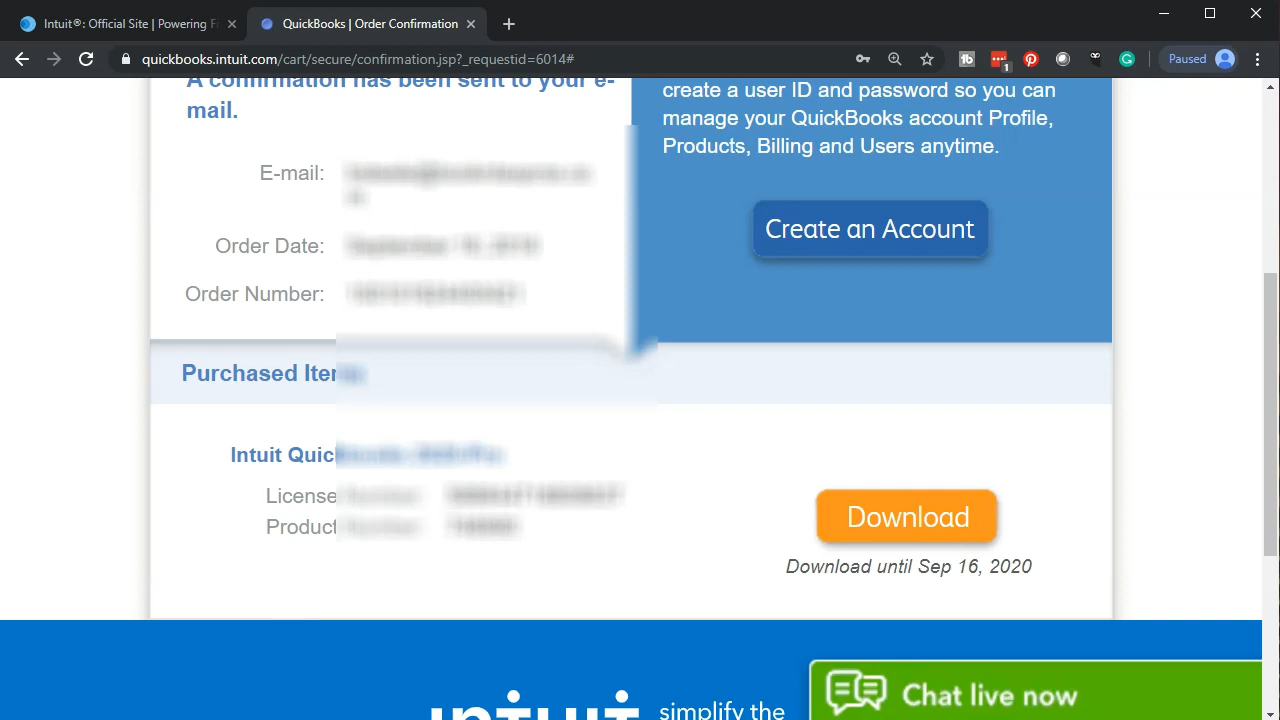 Intuit®: Official Site | Powering F
QuickBooks | Order Confirmation
quickbooks.intuit.com/cart/secure/confirmation.jsp?_requestid=6014#
1
Paused
A confirmation has been sent to your e-
mail.
E-mail:
Order Date:
Order Number:
create a user ID and password so you can
manage your QuickBooks account Profile,
Products, Billing and Users anytime.
Create an Account
Purchased Items
Intuit
License
Product
Download
Download until Sep 16, 2020
intuit simplify the
Chat live now